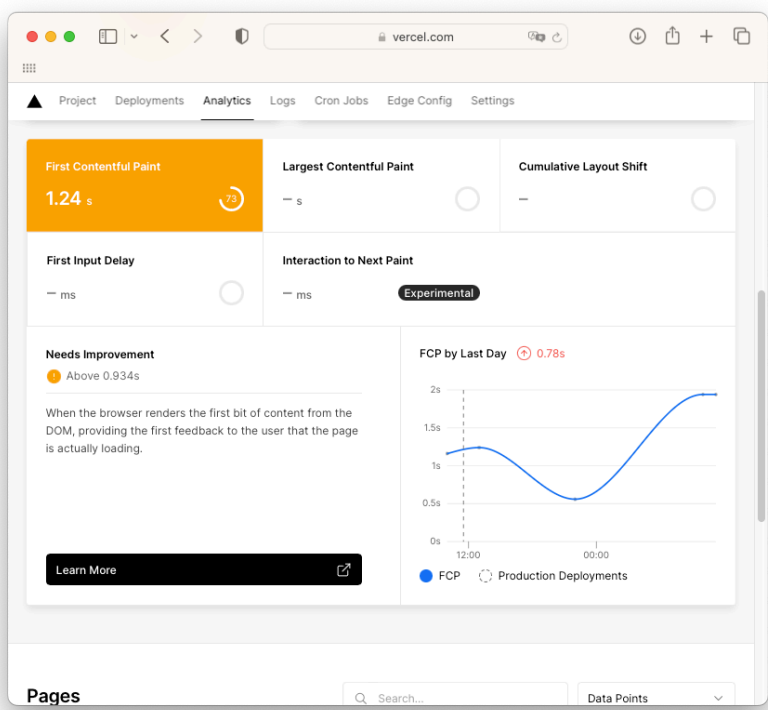 vercel.com
Project Deployments Analytics Logs Cron Jobs Edge Config Settings
First Contentful Paint
1.24 s
73
Largest Contentful Paint
– s
Cumulative Layout Shift
–
First Input Delay
– ms
Interaction to Next Paint
– ms
Experimental
Needs Improvement
Above 0.934s
When the browser renders the first bit of content from the
DOM, providing the first feedback to the user that the page
is actually loading.
Learn More
FCP by Last Day 0.78s
2s
1.5s
1s
0.5s
0s
12:00 00:00
FCP Production Deployments
Pages
Search...
Data Points